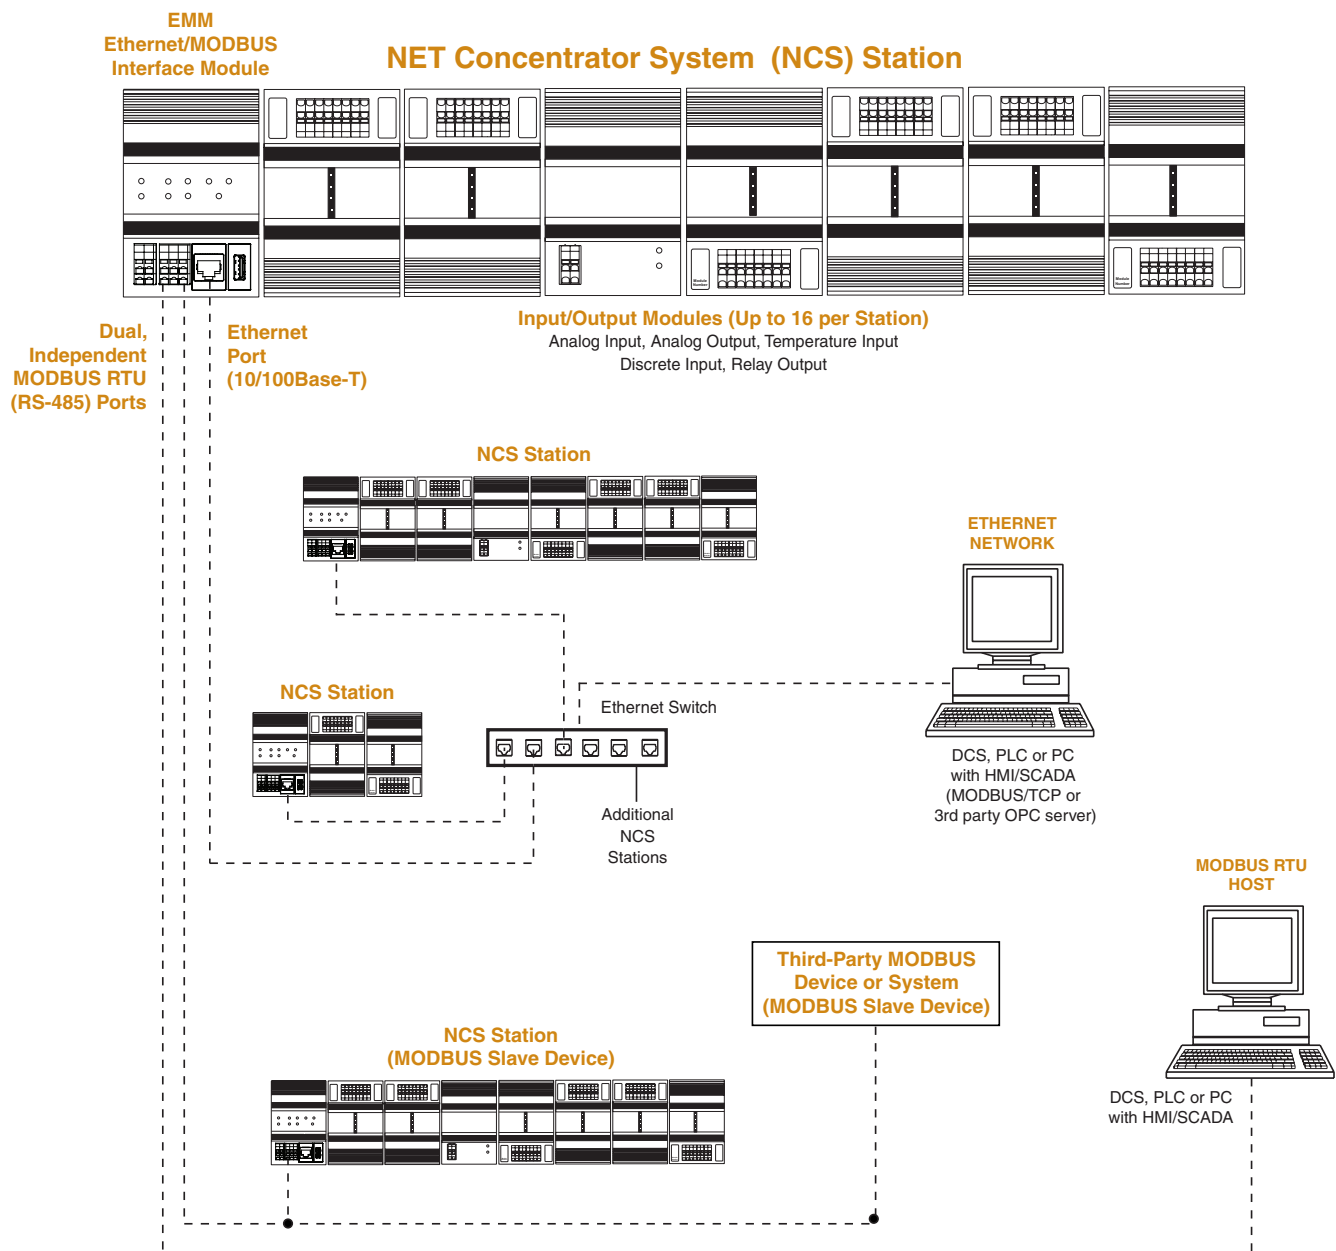 EMM
Ethernet/MODBUS
Interface Module
NET Concentrator System (NCS) Station
Module
Number
Module
Number
Dual,
Independent
MODBUS RTU
(RS-485) Ports
Ethernet
Port
(10/100Base-T)
Input/Output Modules (Up to 16 per Station)
Analog Input, Analog Output, Temperature Input
Discrete Input, Relay Output
NCS Station
ETHERNET
NETWORK
NCS Station
Ethernet Switch
DCS, PLC or PC
with HMI/SCADA
(MODBUS/TCP or
3rd party OPC server)
Additional
NCS
Stations
MODBUS RTU
HOST
Third-Party MODBUS
Device or System
(MODBUS Slave Device)
NCS Station
(MODBUS Slave Device)
DCS, PLC or PC
with HMI/SCADA